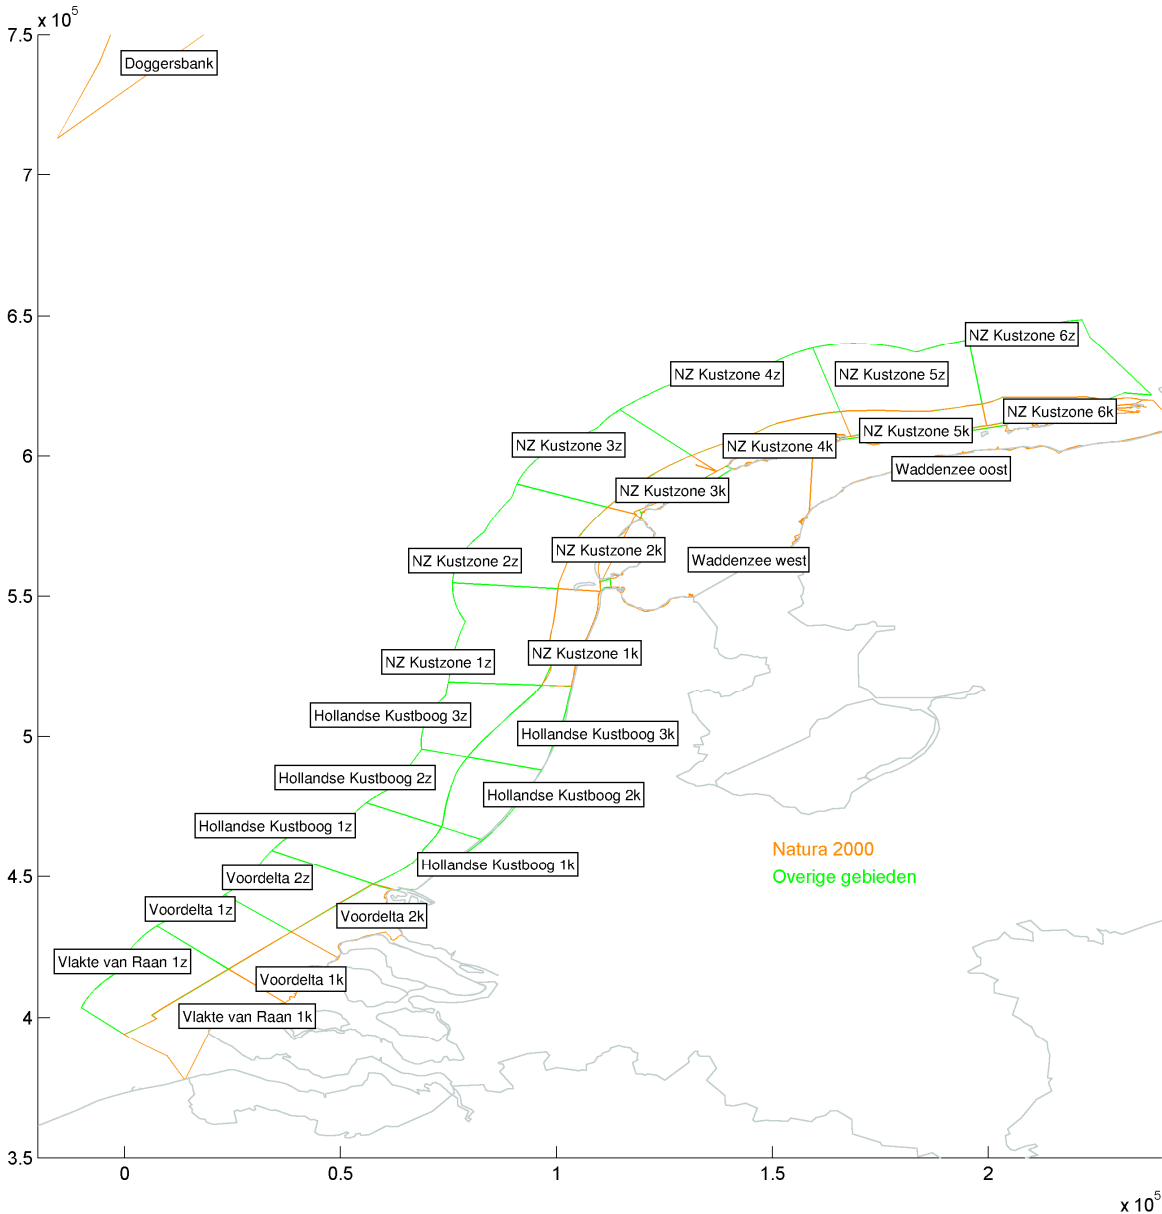 x 10^5
7.5
Doggersbank
7
6.5
NZ Kustzone 6z
NZ Kustzone 4z
NZ Kustzone 5z
NZ Kustzone 6k
NZ Kustzone 5k
NZ Kustzone 3z
NZ Kustzone 4k
6
Waddenzee oost
NZ Kustzone 3k
NZ Kustzone 2k
NZ Kustzone 2z
Waddenzee west
5.5
NZ Kustzone 1k
NZ Kustzone 1z
Hollandse Kustboog 3z
Hollandse Kustboog 3k
5
Hollandse Kustboog 2z
Hollandse Kustboog 2k
Hollandse Kustboog 1z
Natura 2000
Hollandse Kustboog 1k
Voordelta 2z
Overige gebieden
4.5
Voordelta 1z
Voordelta 2k
Vlakte van Raan 1z
Voordelta 1k
Vlakte van Raan 1k
4
3.5
0 0.5 1 1.5 2
x 10^5